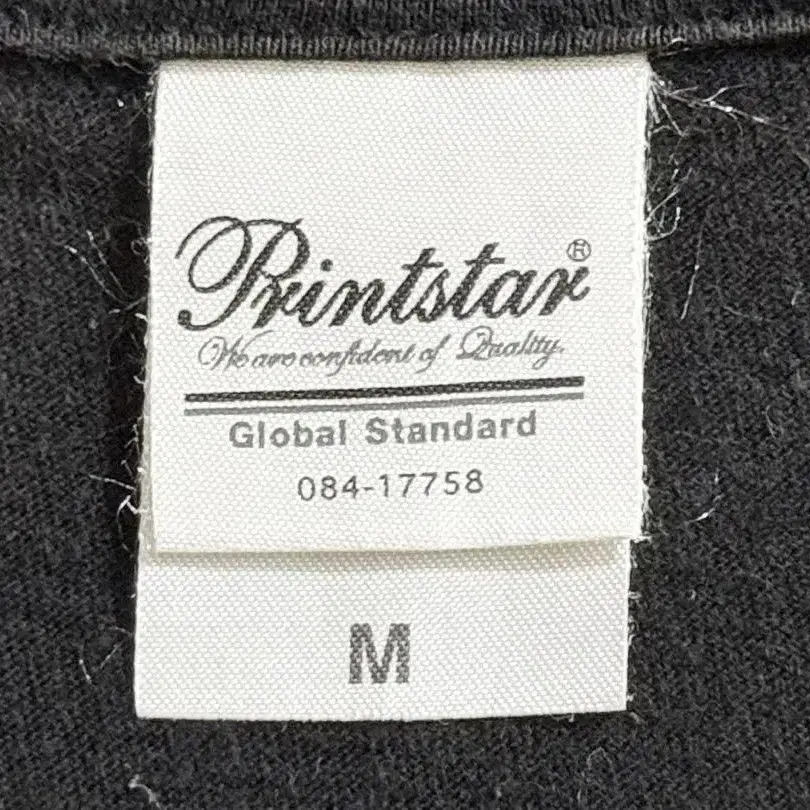 Printstar®
We are confident of Quality.
Global Standard
084-17758
M